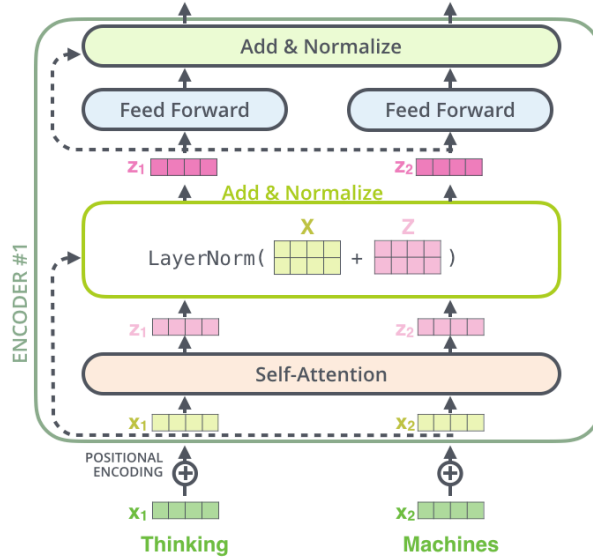 Add & Normalize
Feed Forward Feed Forward
z1 z2
Add & Normalize
X Z
LayerNorm( + )
ENCODER #1
z1 z2
Self-Attention
x1 x2
POSITIONAL
ENCODING
x1 x2
Thinking Machines